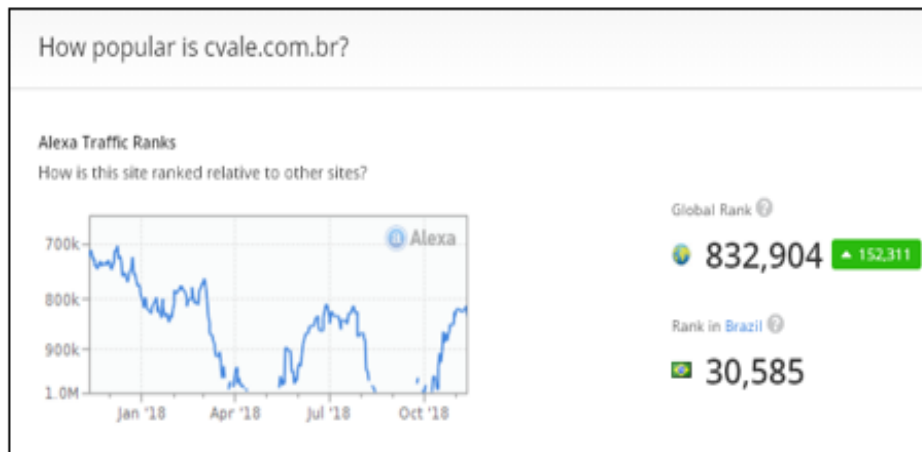 How popular is cvale.com.br?
Alexa Traffic Ranks
How is this site ranked relative to other sites?
Alexa
700k
800k
900k
1.0M
Jan '18
Apr '18
Jul '18
Oct '18
Global Rank ?
832,904 152,311
Rank in Brazil ?
30,585